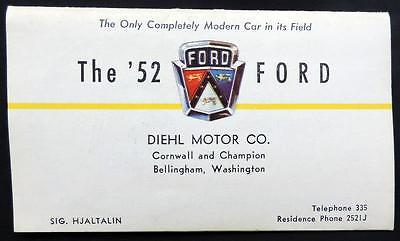 The Only Completely Modern Car in its Field
The '52 FORD FORD
DIEHL MOTOR CO.
Cornwall and Champion
Bellingham, Washington
Telephone 335
SIG. HJALTALIN Residence Phone 2521J